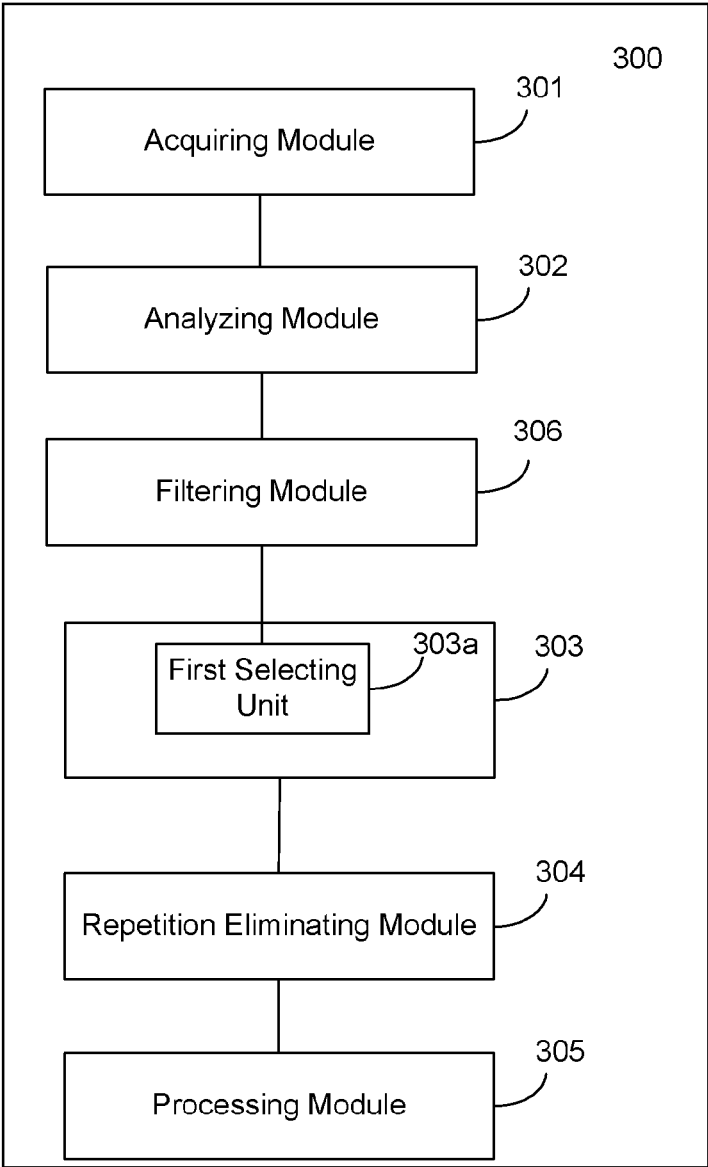 300
301
Acquiring Module
302
Analyzing Module
306
Filtering Module
303a
303
First Selecting
Unit
304
Repetition Eliminating Module
305
Processing Module